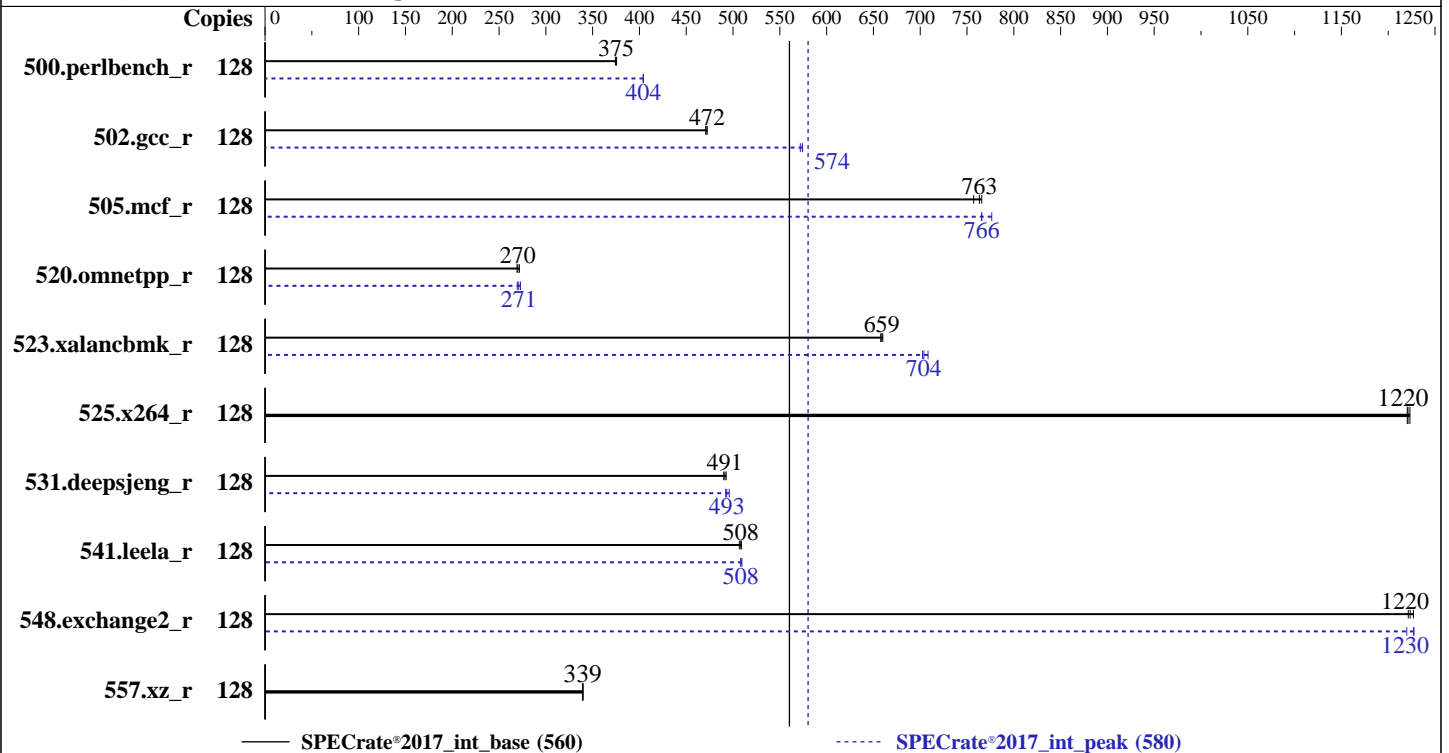 Copies 0 100 150 200 250 300 350 400 450 500 550 600 650 700 750 800 850 900 950 1050 1150 1250
375
500.perlbench_r 128
404
472
502.gcc_r 128
574
763
505.mcf_r 128
766
270
520.omnetpp_r 128
271
659
523.xalancbmk_r 128
704
1220
525.x264_r 128
491
531.deepsjeng_r 128
493
508
541.leela_r 128
508
1220
548.exchange2_r 128
1230
339
557.xz_r 128
SPECrate®2017_int_base (560) SPECrate®2017_int_peak (580)